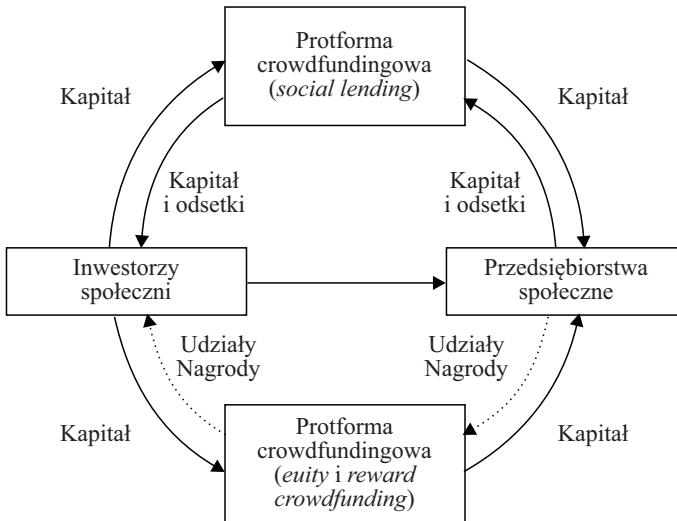 Protforma
crowdfundingowa
(social lending)
Kapitał
Kapitał
Kapitał
i odsetki
Kapitał
i odsetki
Inwestorzy
społeczni
Przedsiębiorstwa
społeczne
Udziały
Nagrody
Udziały
Nagrody
Kapitał
Protforma
crowdfundingowa
(euity i reward
crowdfunding)
Kapitał